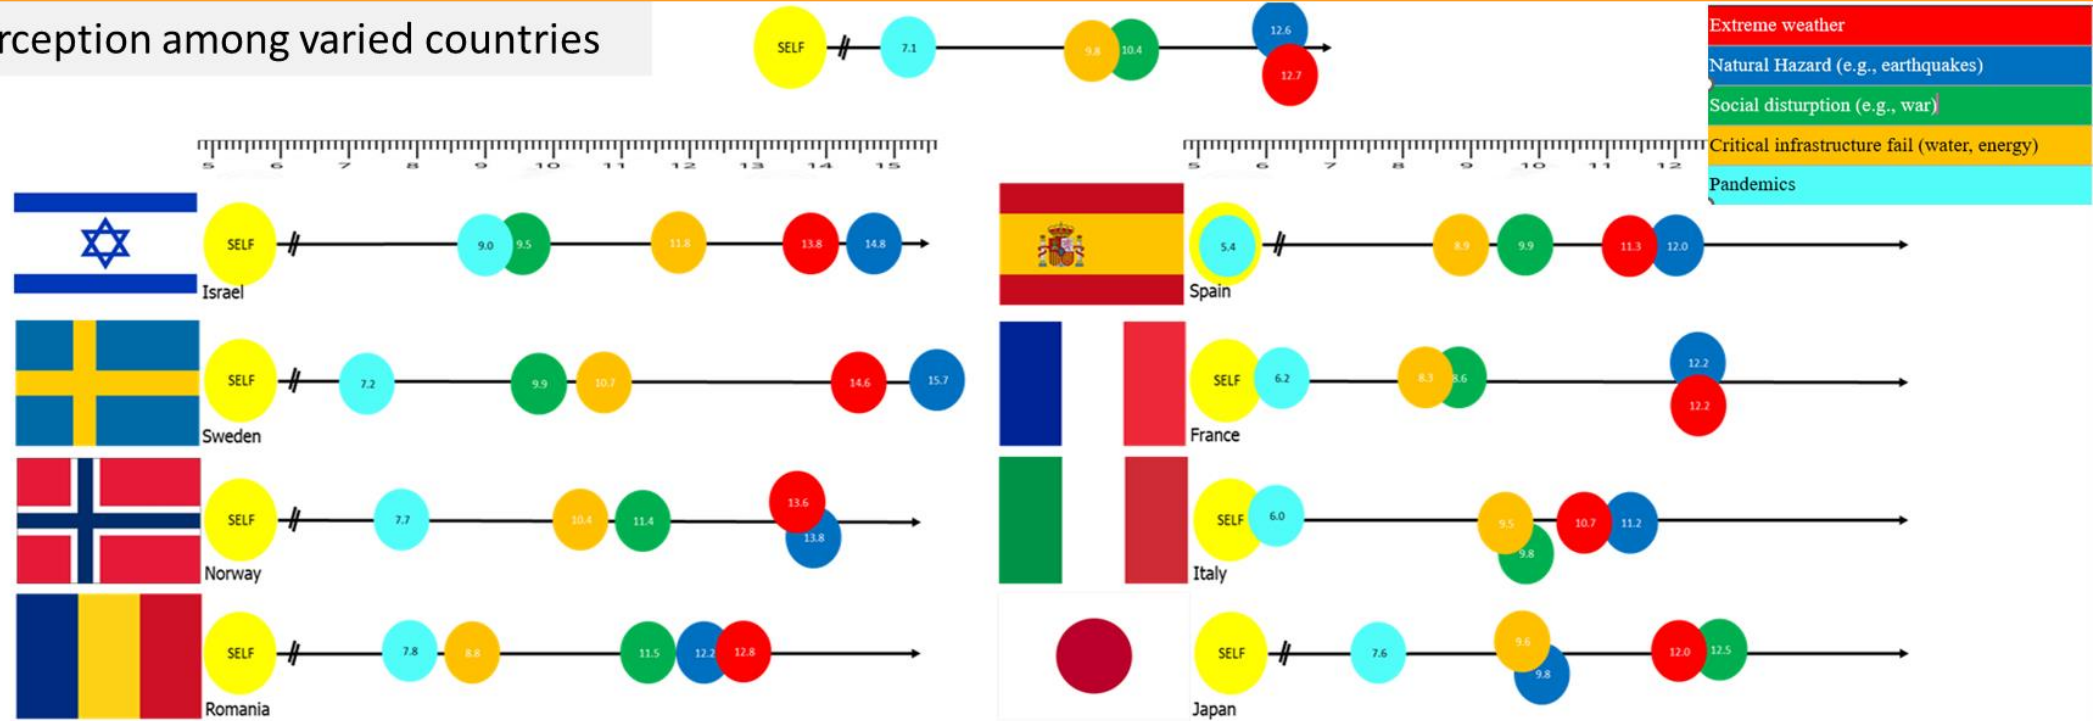 rception among varied countries
SELF 7.1 9.8 10.4 12.6 12.7
Extreme weather
Natural Hazard (e.g., earthquakes)
Social disturption (e.g., war)
Critical infrastructure fail (water, energy)
Pandemics
5 6 7 8 9 10 11 12 13 14 15
5 6 7 8 9 10 11 12
SELF 9.0 9.5 11.8 13.8 14.8
Israel
5.4 8.9 9.9 11.3 12.0
Spain
SELF 7.2 9.9 10.7 14.6 15.7
Sweden
SELF 6.2 8.3 8.6 12.2 12.2
France
SELF 7.7 10.4 11.4 13.6 13.8
Norway
SELF 6.0 9.5 9.8 10.7 11.2
Italy
SELF 7.8 8.8 11.5 12.2 12.8
Romania
SELF 7.6 9.6 9.8 12.0 12.5
Japan